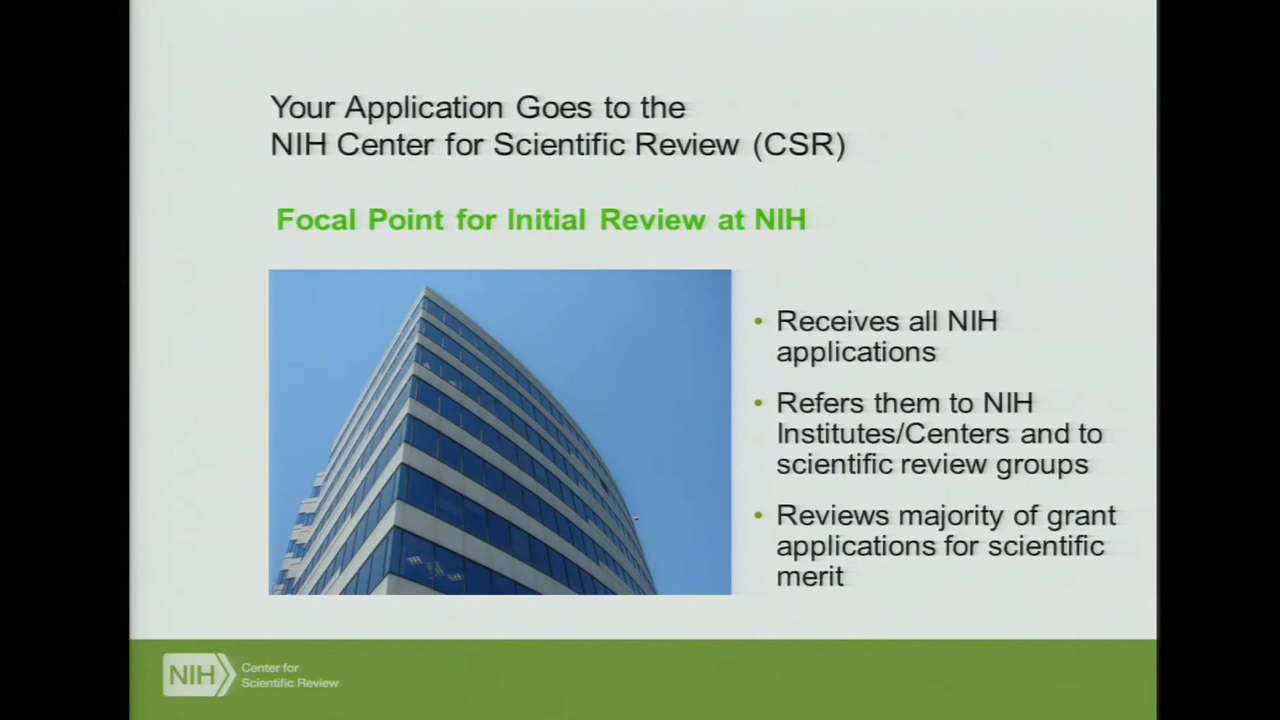 Your Application Goes to the
NIH Center for Scientific Review (CSR)
Focal Point for Initial Review at NIH
• Receives all NIH
applications
• Refers them to NIH
Institutes/Centers and to
scientific review groups
• Reviews majority of grant
applications for scientific
merit
NIH
Center for
Scientific Review